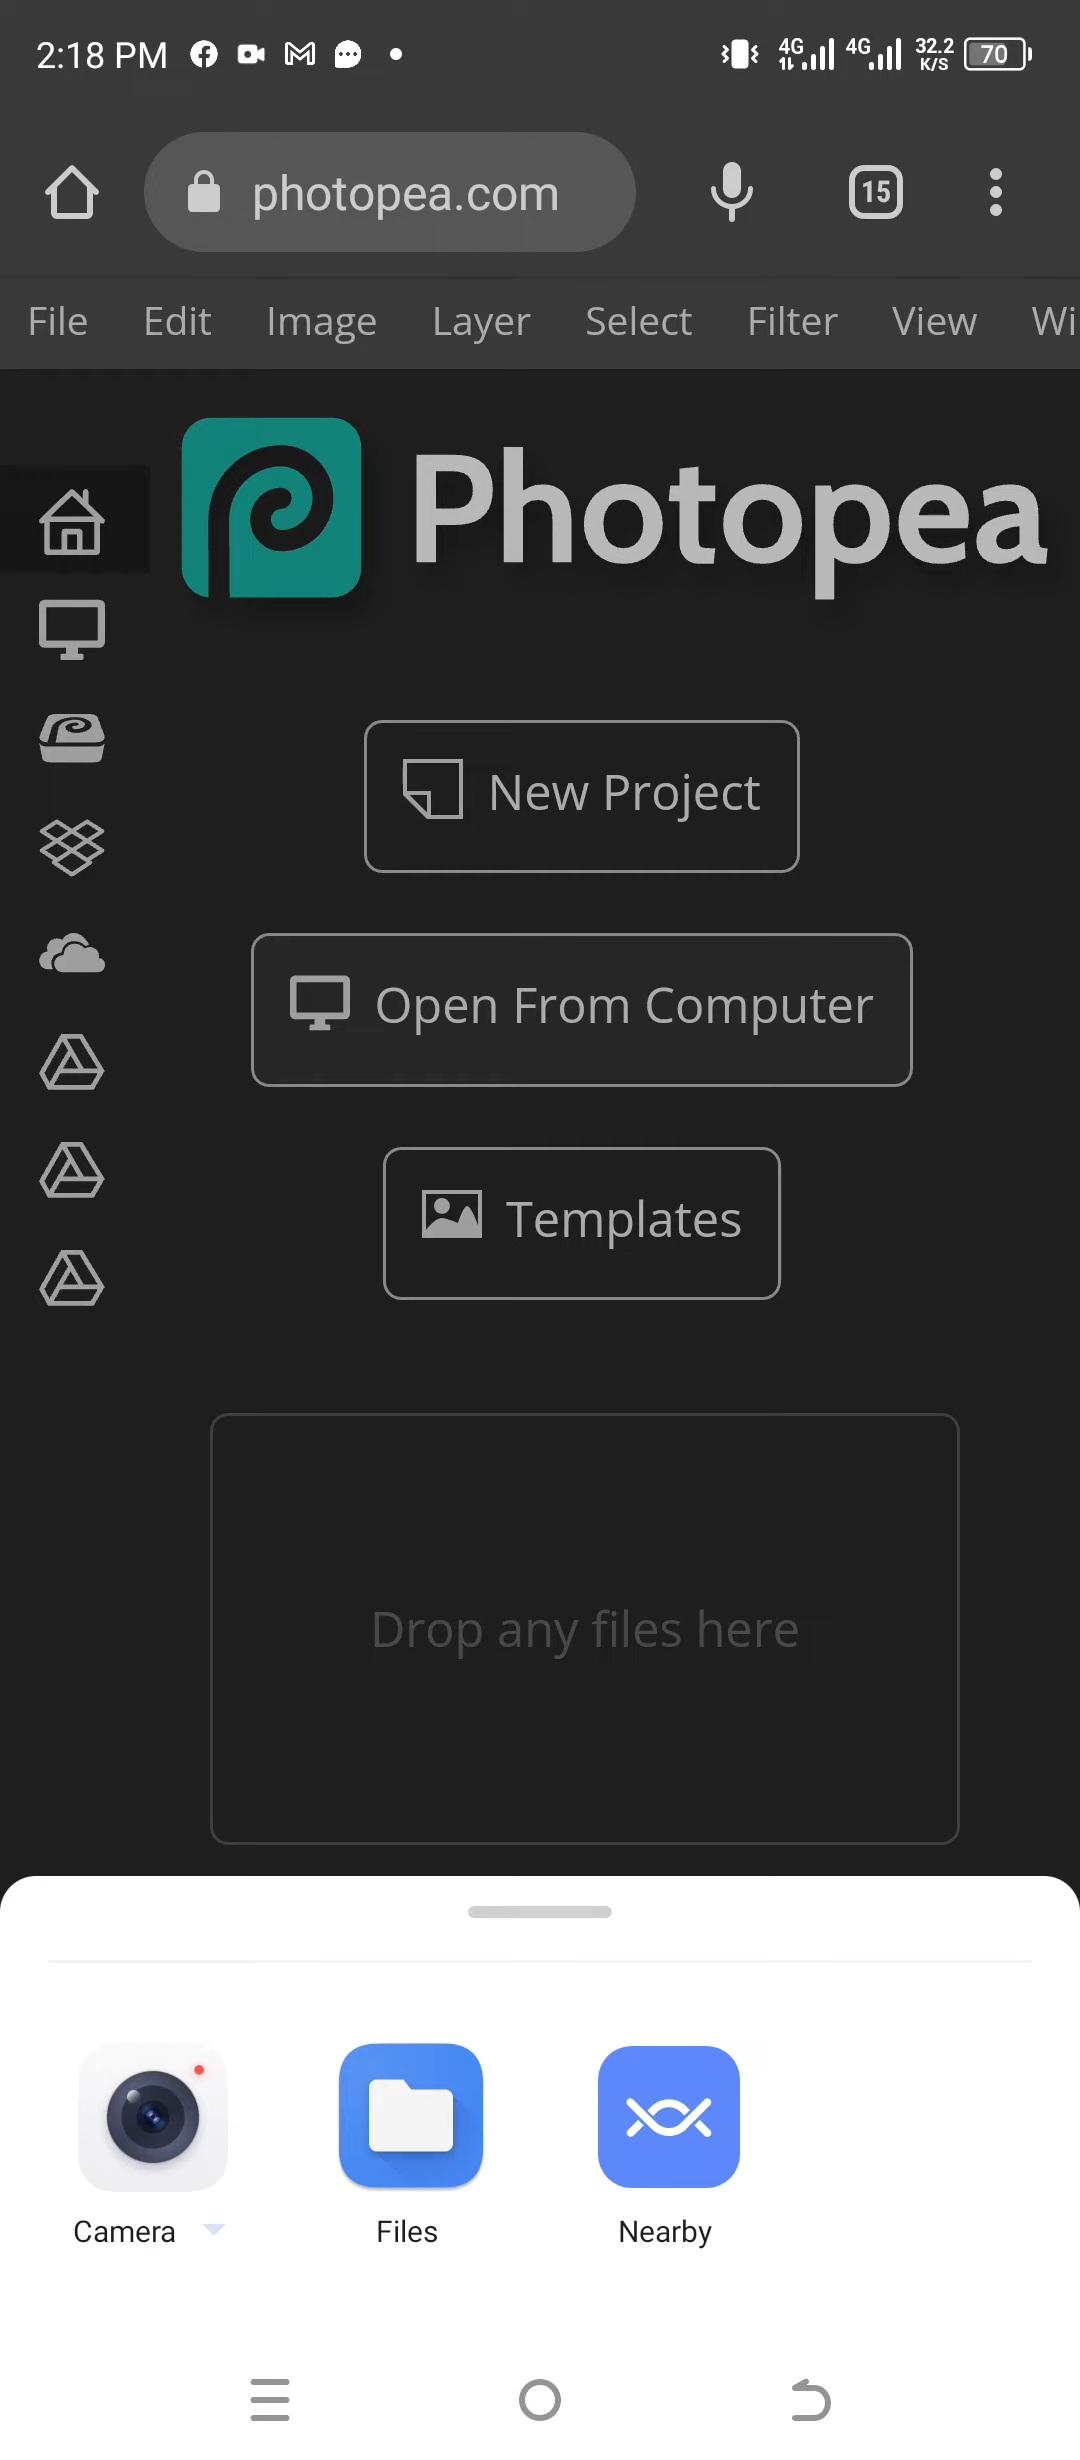 2:18 PM 4G 4G 32.2 K/S 70
photopea.com 15
File Edit Image Layer Select Filter View Wi
Photopea
New Project
Open From Computer
Templates
Drop any files here
Camera Files Nearby